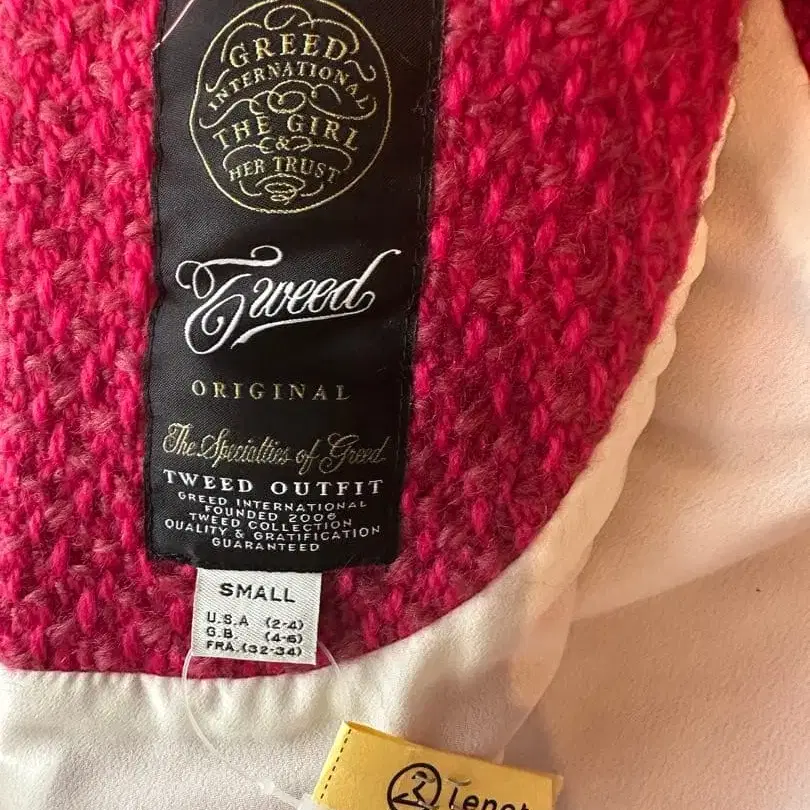 GREED
INTERNATIONAL
THE GIRL
&
HER TRUST
Tweed
ORIGINAL
The Specialties of Greed
TWEED OUTFIT
GREED INTERNATIONAL
FOUNDED 2006
TWEED COLLECTION
QUALITY & GRATIFICATION
GUARANTEED
SMALL
U.S.A (2-4)
G.B. (4-6)
FRA. (32-34)